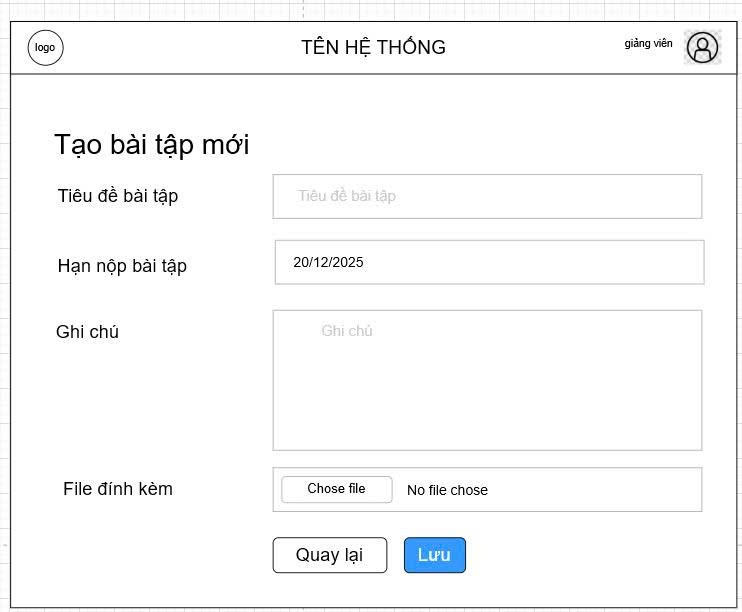 logo
TÊN HỆ THỐNG
giảng viên
Tạo bài tập mới
Tiêu đề bài tập
Tiêu đề bài tập
Hạn nộp bài tập
20/12/2025
Ghi chú
Ghi chú
File đính kèm
Chose file
No file chose
Quay lại
Lưu